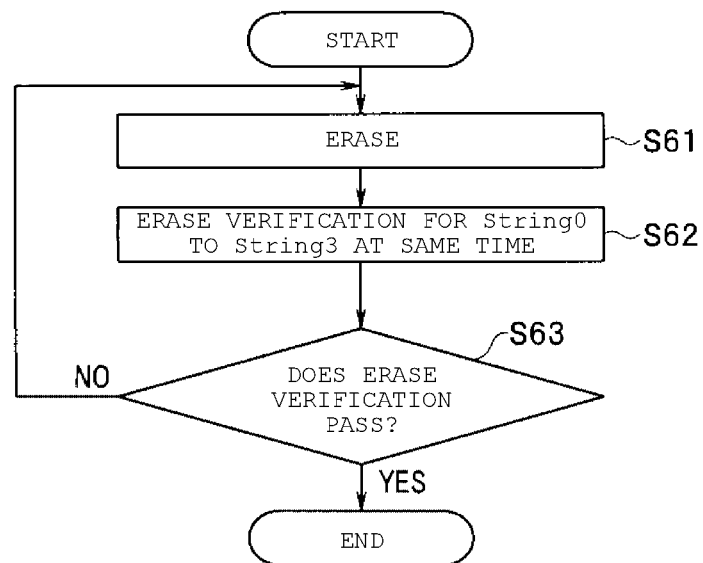 START
ERASE
S61
ERASE VERIFICATION FOR String0
TO String3 AT SAME TIME
S62
S63
DOES ERASE
VERIFICATION
PASS?
NO
YES
END